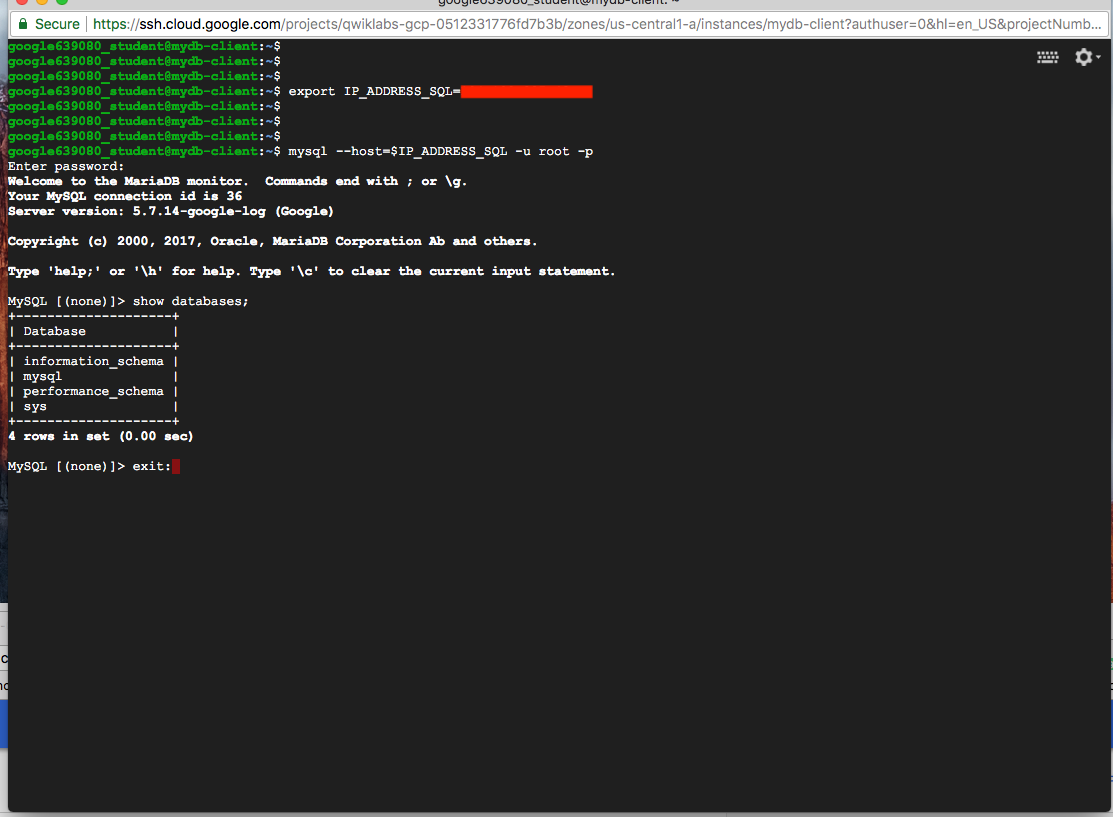 google639080_student@mydb-client: ~
Secure | https://ssh.cloud.google.com/projects/qwiklabs-gcp-0512331776fd7b3b/zones/us-central1-a/instances/mydb-client?authuser=0&hl=en_US&projectNumb...
google639080_student@mydb-client:~$
google639080_student@mydb-client:~$
google639080_student@mydb-client:~$
google639080_student@mydb-client:~$ export IP_ADDRESS_SQL=
google639080_student@mydb-client:~$
google639080_student@mydb-client:~$
google639080_student@mydb-client:~$
google639080_student@mydb-client:~$ mysql --host=$IP_ADDRESS_SQL -u root -p
Enter password:
Welcome to the MariaDB monitor.  Commands end with ; or \g.
Your MySQL connection id is 36
Server version: 5.7.14-google-log (Google)
Copyright (c) 2000, 2017, Oracle, MariaDB Corporation Ab and others.
Type 'help;' or '\h' for help. Type '\c' to clear the current input statement.
MySQL [(none)]> show databases;
+--------------------+
| Database           |
+--------------------+
| information_schema |
| mysql              |
| performance_schema |
| sys                |
+--------------------+
4 rows in set (0.00 sec)
MySQL [(none)]> exit: